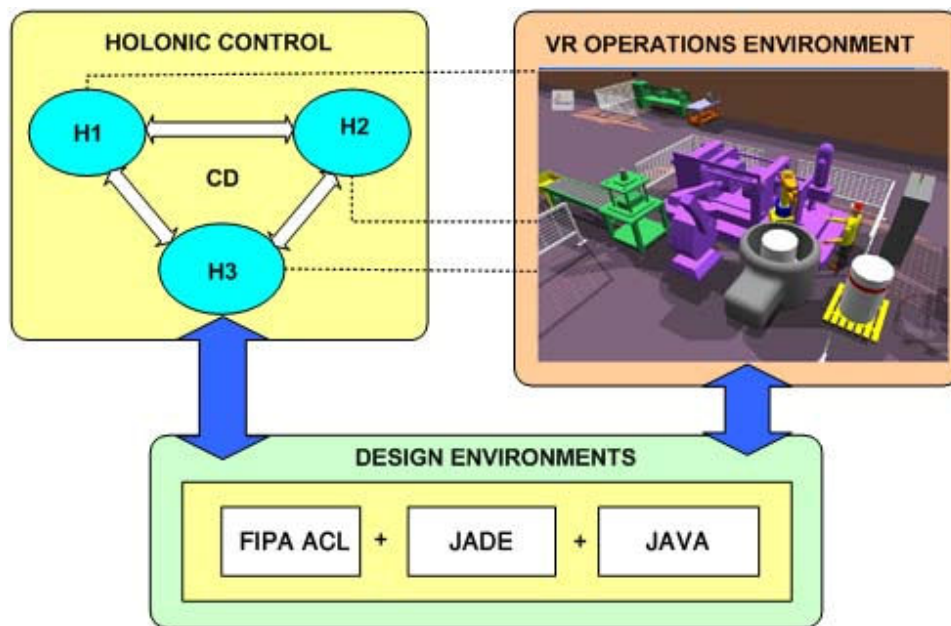 HOLONIC CONTROL
H1
H2
CD
H3
VR OPERATIONS ENVIRONMENT
DESIGN ENVIRONMENTS
FIPA ACL + JADE + JAVA